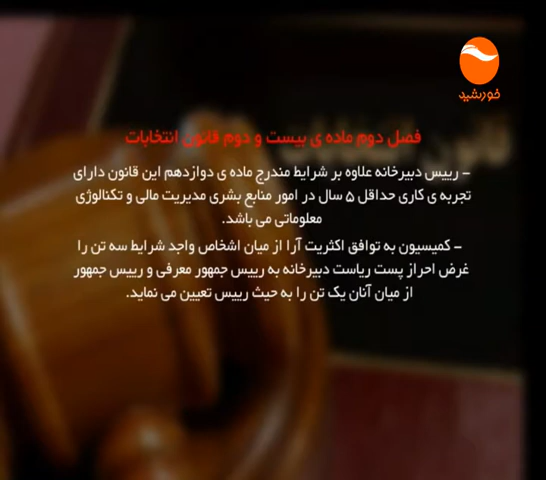 خورشید
فصل دوم ماده ی بیست و دوم قانون انتخابات
– رییس دبیرخانه علاوه بر شرایط مندرج ماده ی دوازدهم این قانون دارای
تجربه ی کاری حداقل ۵ سال در امور منابع بشری مدیریت مالی و تکنالوژی
معلوماتی می باشد.
– کمیسیون به توافق اکثریت آرا از میان اشخاص واجد شرایط سه تن را
غرض احراز پست ریاست دبیرخانه به رییس جمهور معرفی و رییس جمهور
از میان آنان یک تن را به حیث رییس تعیین می نماید.